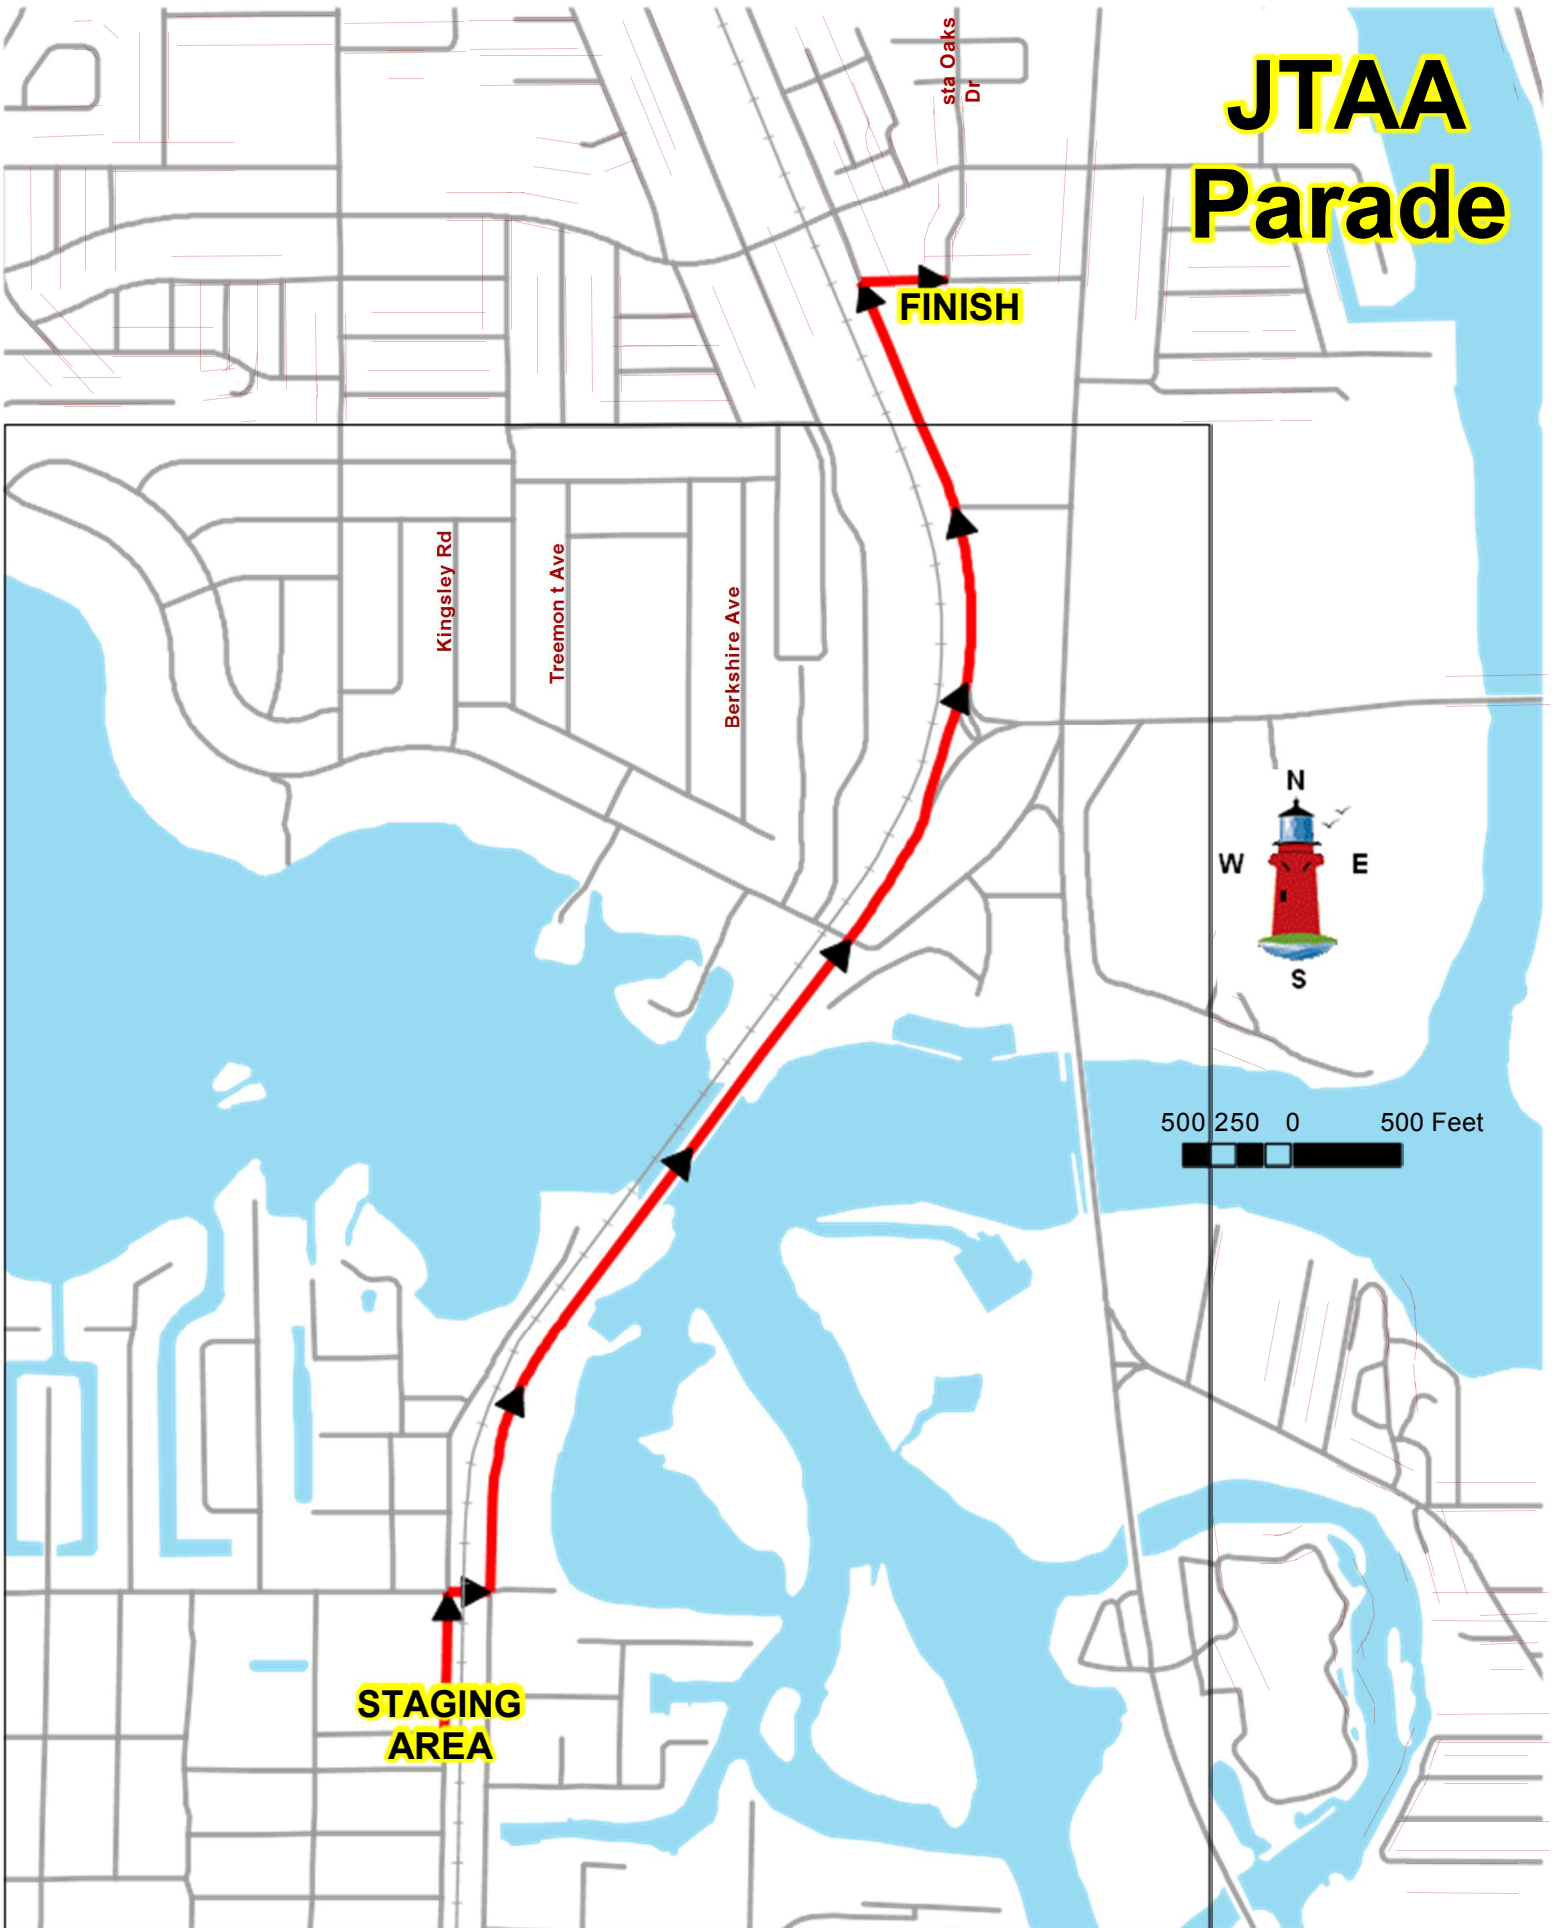 sta Oaks
Dr
JTAA
Parade
FINISH
Kingsley Rd
Treemon t Ave
Berkshire Ave
N
W E
S
500 250 0 500 Feet
STAGING
AREA